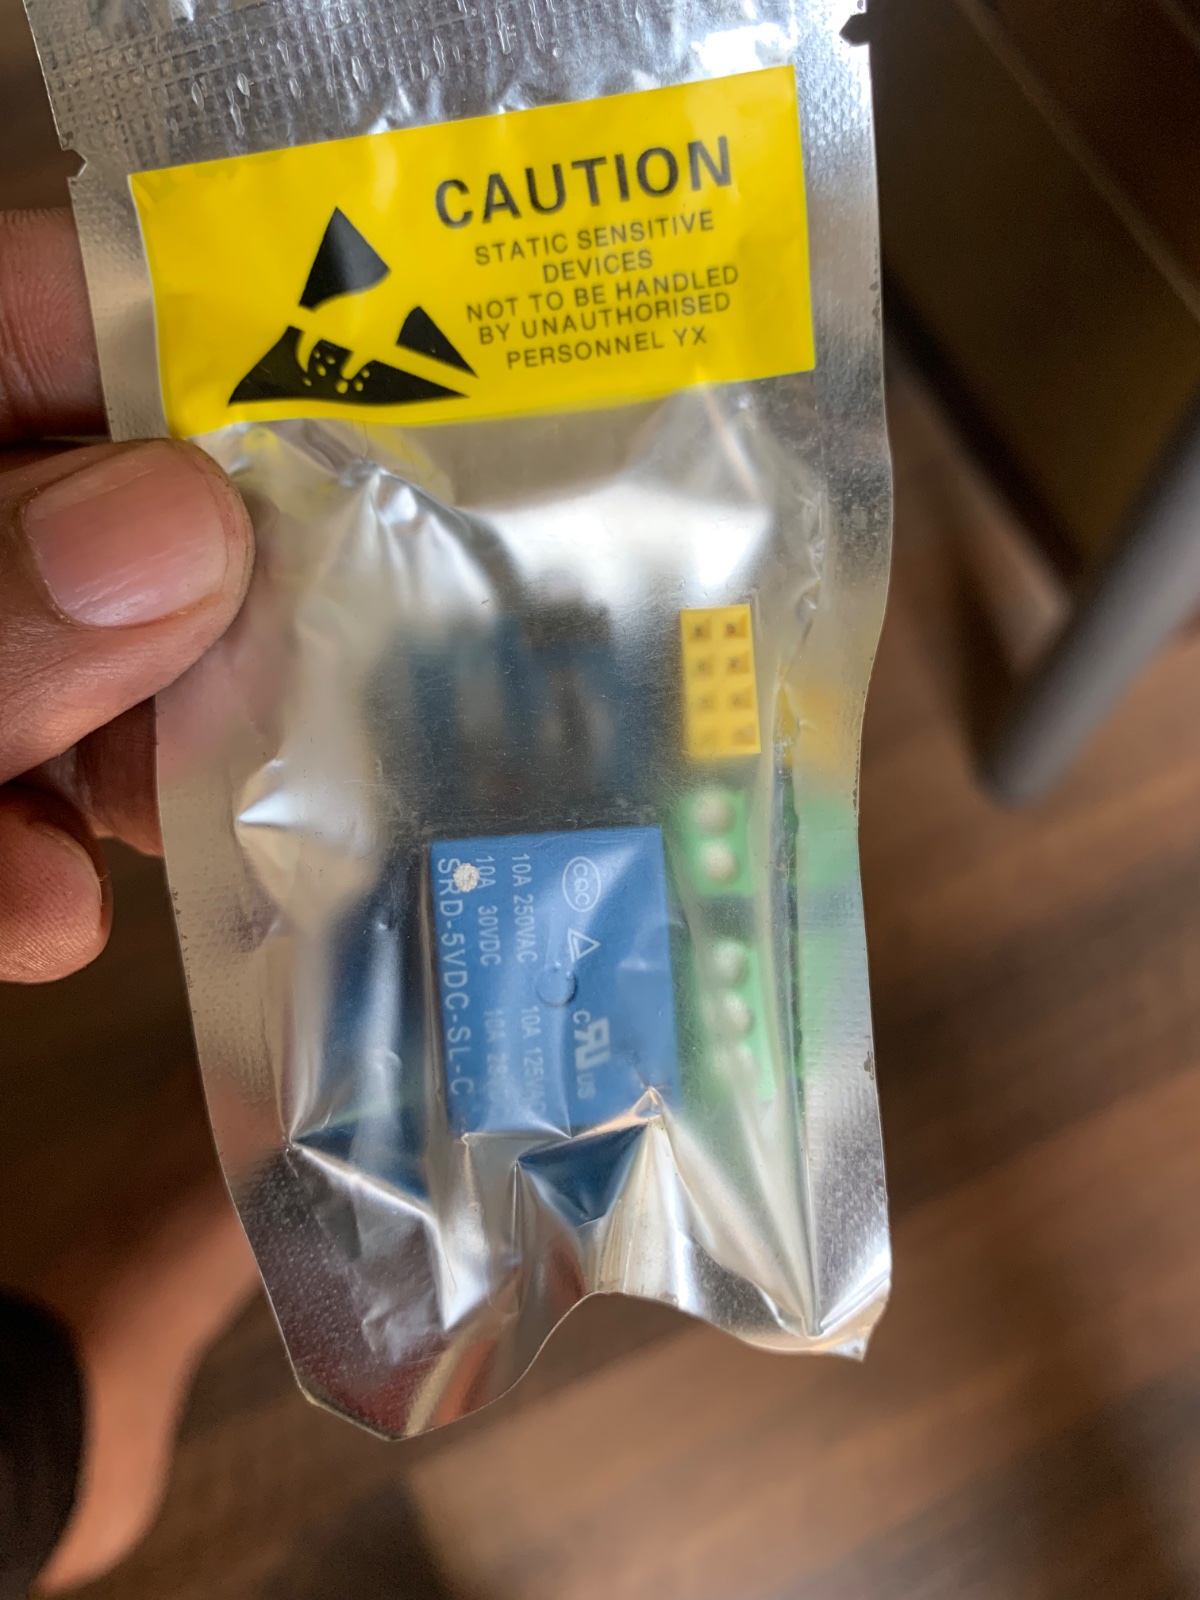 CAUTION
STATIC SENSITIVE
DEVICES
NOT TO BE HANDLED
BY UNAUTHORISED
PERSONNEL YX
CQC
c us
10A 250VAC 10A 125VAC
10A 30VDC 10A
SRD-5VDC-SL-C